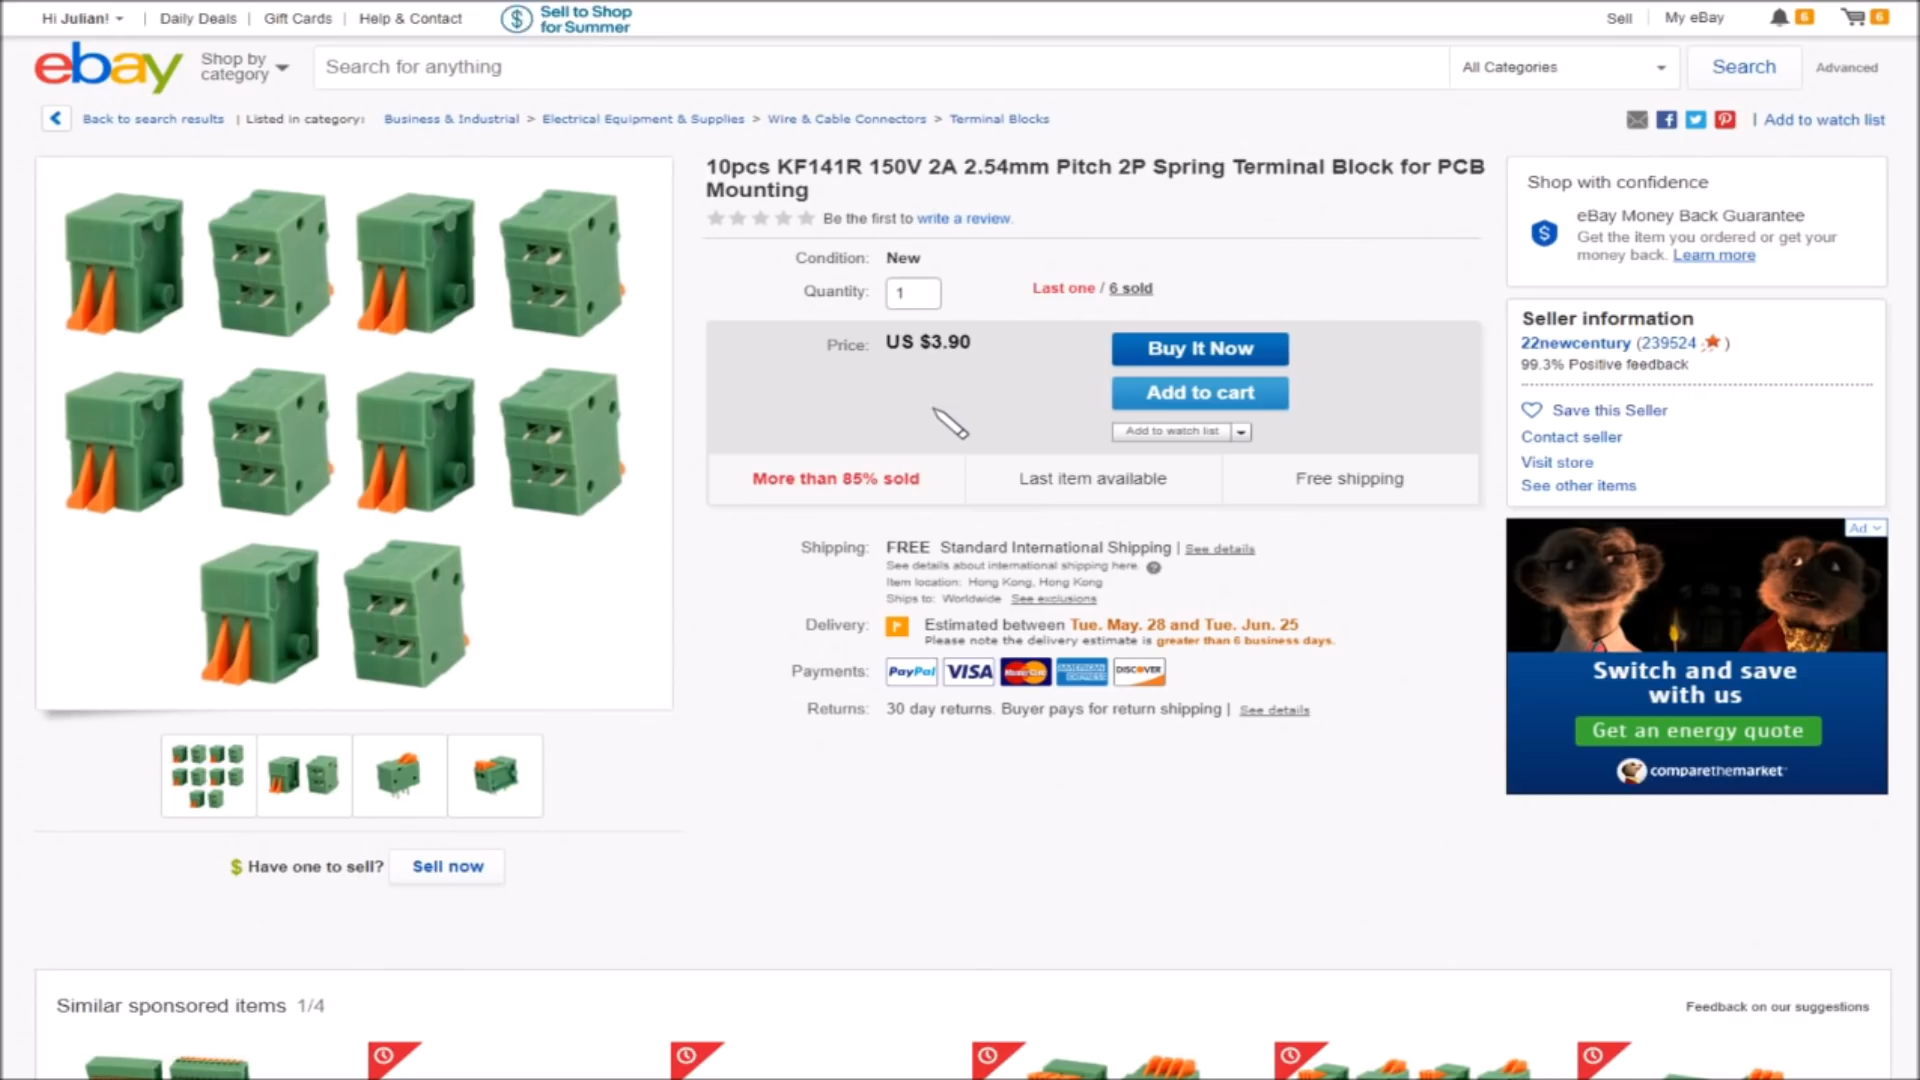 Hi Julian!
Daily Deals
Gift Cards
Help & Contact
Sell to Shop
for Summer
Sell
My eBay
6
6
ebay
Shop by
category
Search for anything
All Categories
Search
Advanced
Back to search results
Listed in category:
Business & Industrial > Electrical Equipment & Supplies > Wire & Cable Connectors > Terminal Blocks
Add to watch list
10pcs KF141R 150V 2A 2.54mm Pitch 2P Spring Terminal Block for PCB
Mounting
Be the first to write a review.
Condition: New
Quantity: 1
Last one / 6 sold
Price: US $3.90
Buy It Now
Add to cart
Add to watch list
More than 85% sold
Last item available
Free shipping
Shipping: FREE Standard International Shipping | See details
See details about international shipping here.
Item location: Hong Kong, Hong Kong
Ships to: Worldwide See exclusions
Delivery: Estimated between Tue. May. 28 and Tue. Jun. 25
Please note the delivery estimate is greater than 6 business days.
Payments: PayPal VISA MasterCard AMERICAN EXPRESS DISCOVER
Returns: 30 day returns. Buyer pays for return shipping | See details
Shop with confidence
eBay Money Back Guarantee
Get the item you ordered or get your
money back. Learn more
Seller information
22newcentury (239524 )
99.3% Positive feedback
Save this Seller
Contact seller
Visit store
See other items
Ad
Switch and save
with us
Get an energy quote
comparethemarket
$ Have one to sell? Sell now
Similar sponsored items 1/4
Feedback on our suggestions